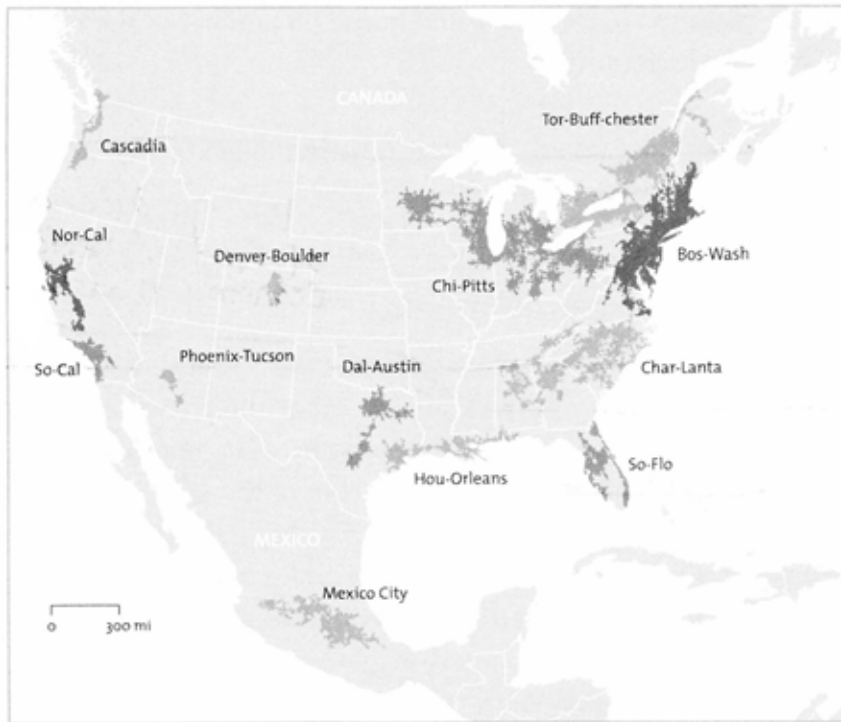 CANADA
Tor-Buff-chester
Cascadia
Nor-Cal
Denver-Boulder
Bos-Wash
Chi-Pitts
Phoenix-Tucson
Dal-Austin
So-Cal
Char-Lanta
So-Flo
Hou-Orleans
MEXICO
Mexico City
0 300 mi